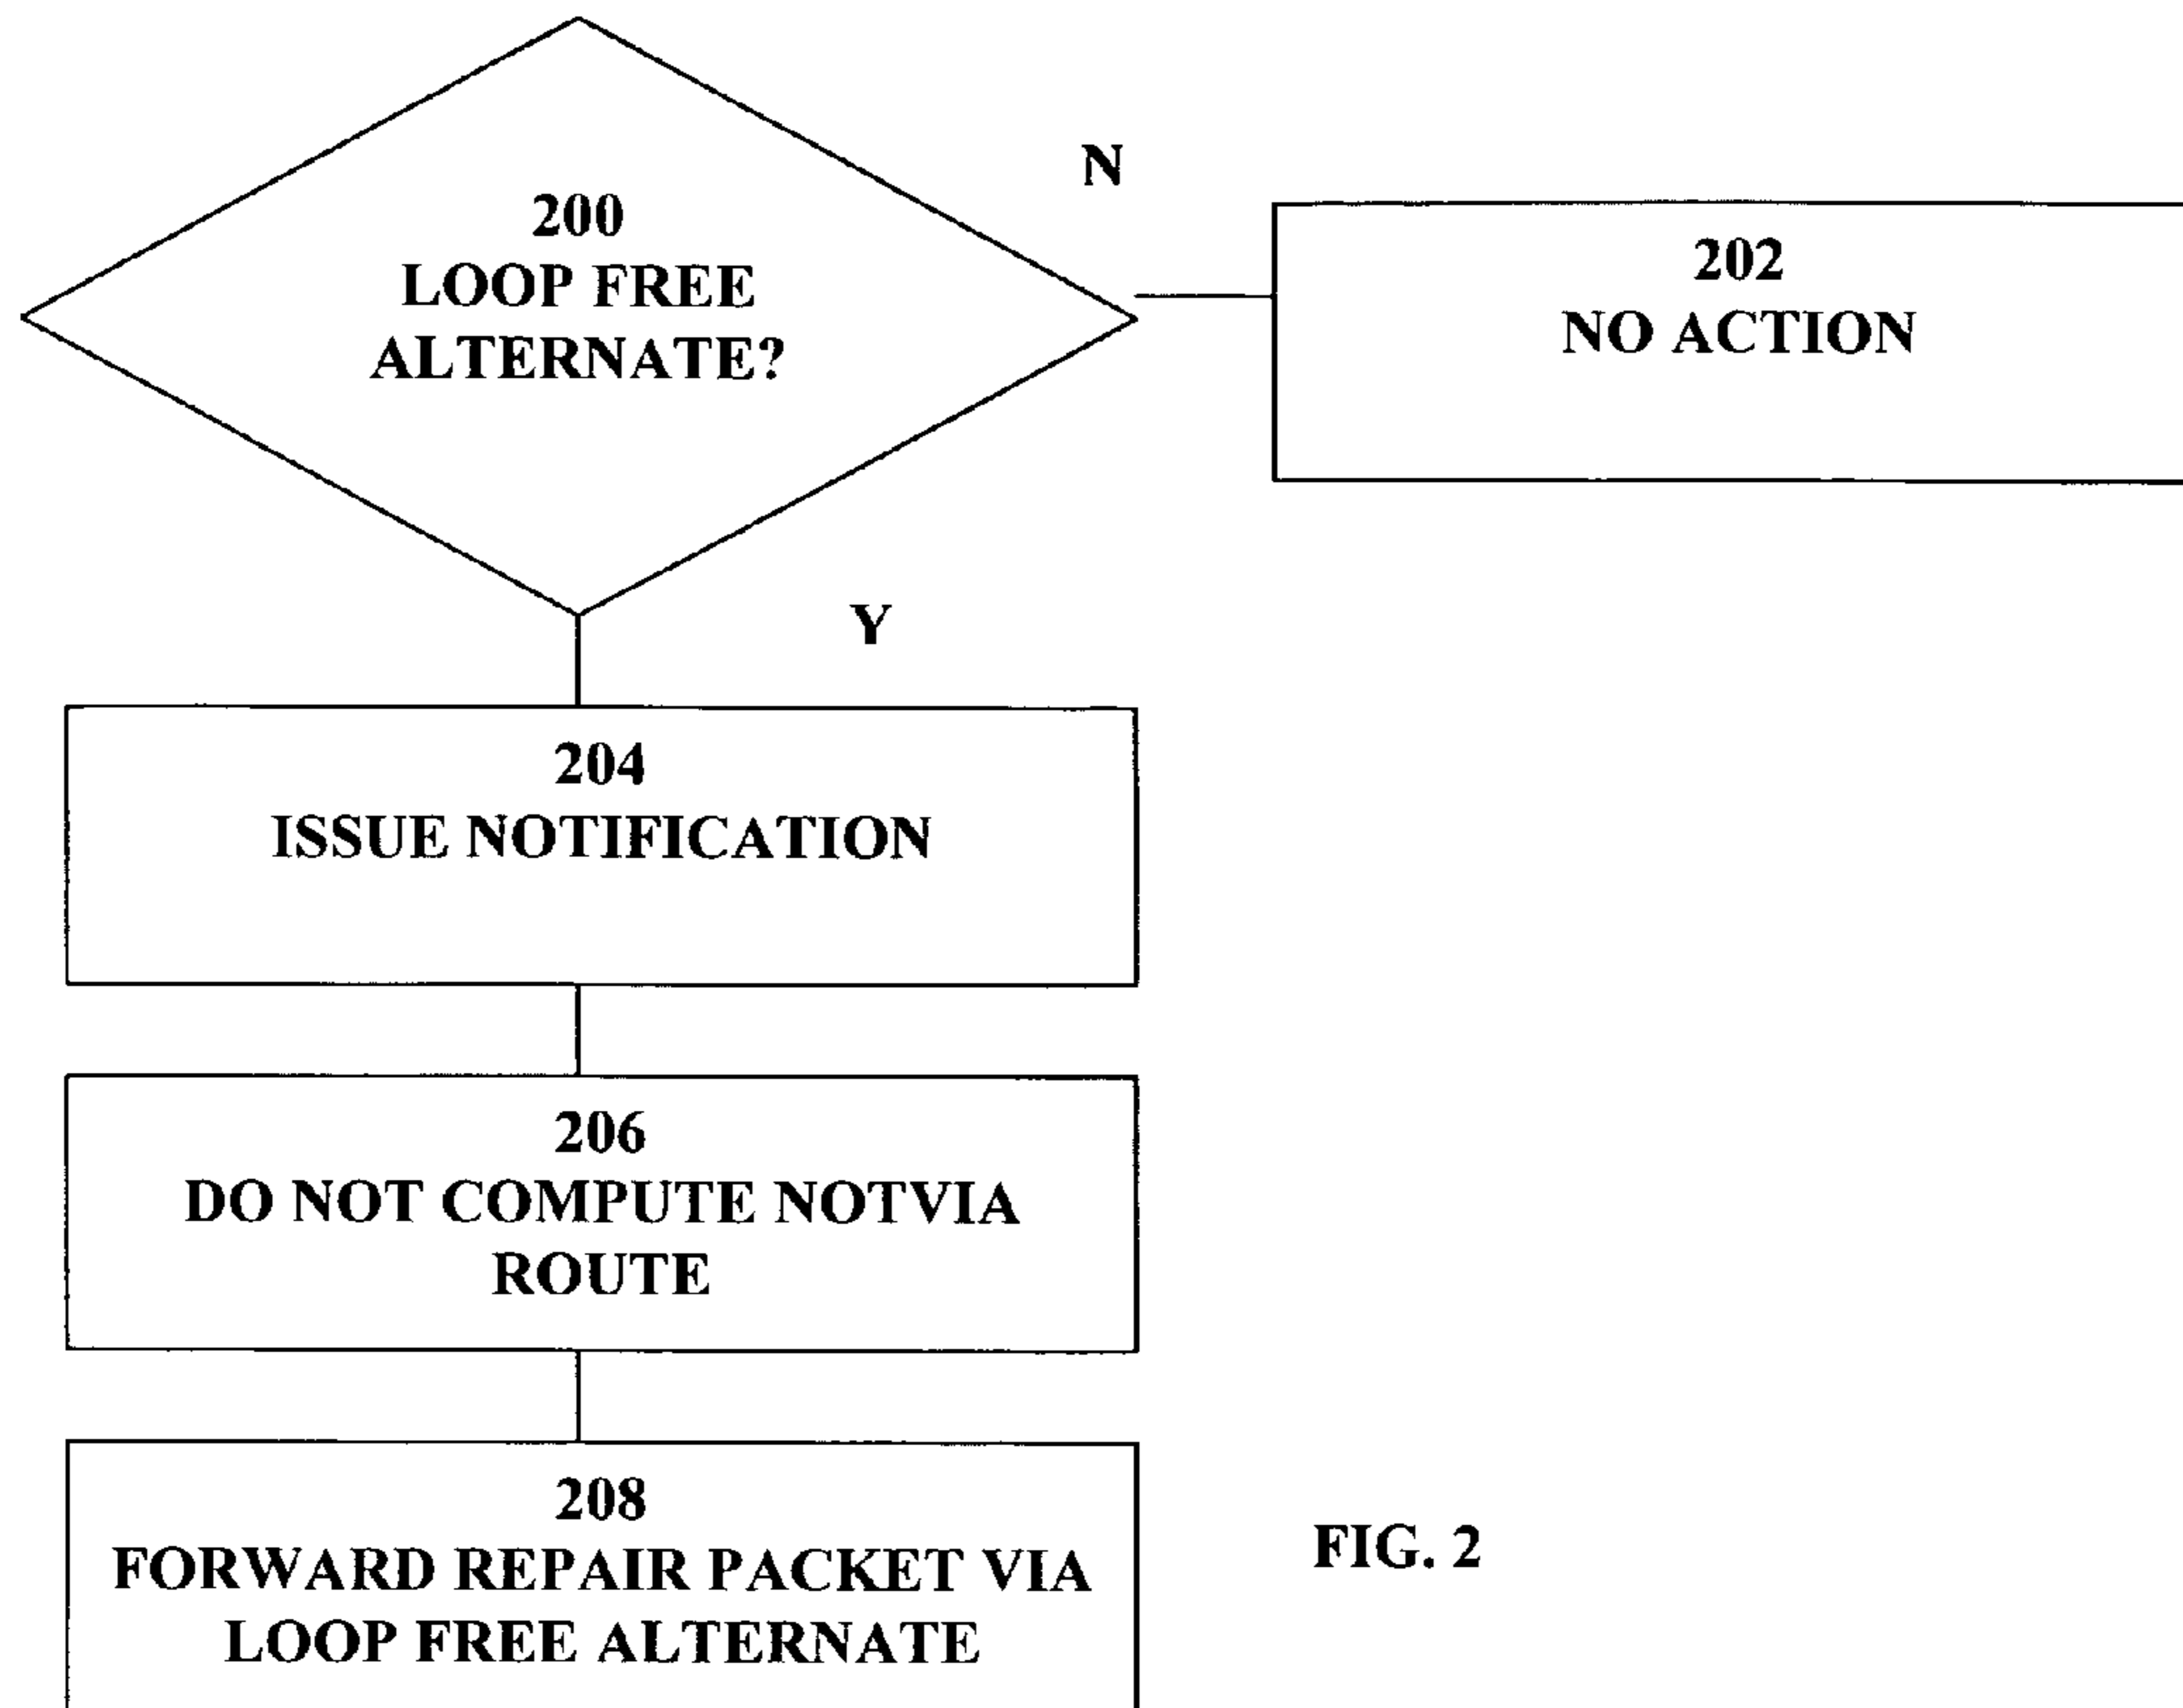 200
LOOP FREE
ALTERNATE?
N
202
NO ACTION
Y
204
ISSUE NOTIFICATION
206
DO NOT COMPUTE NOTVIA
ROUTE
208
FORWARD REPAIR PACKET VIA
LOOP FREE ALTERNATE
FIG. 2